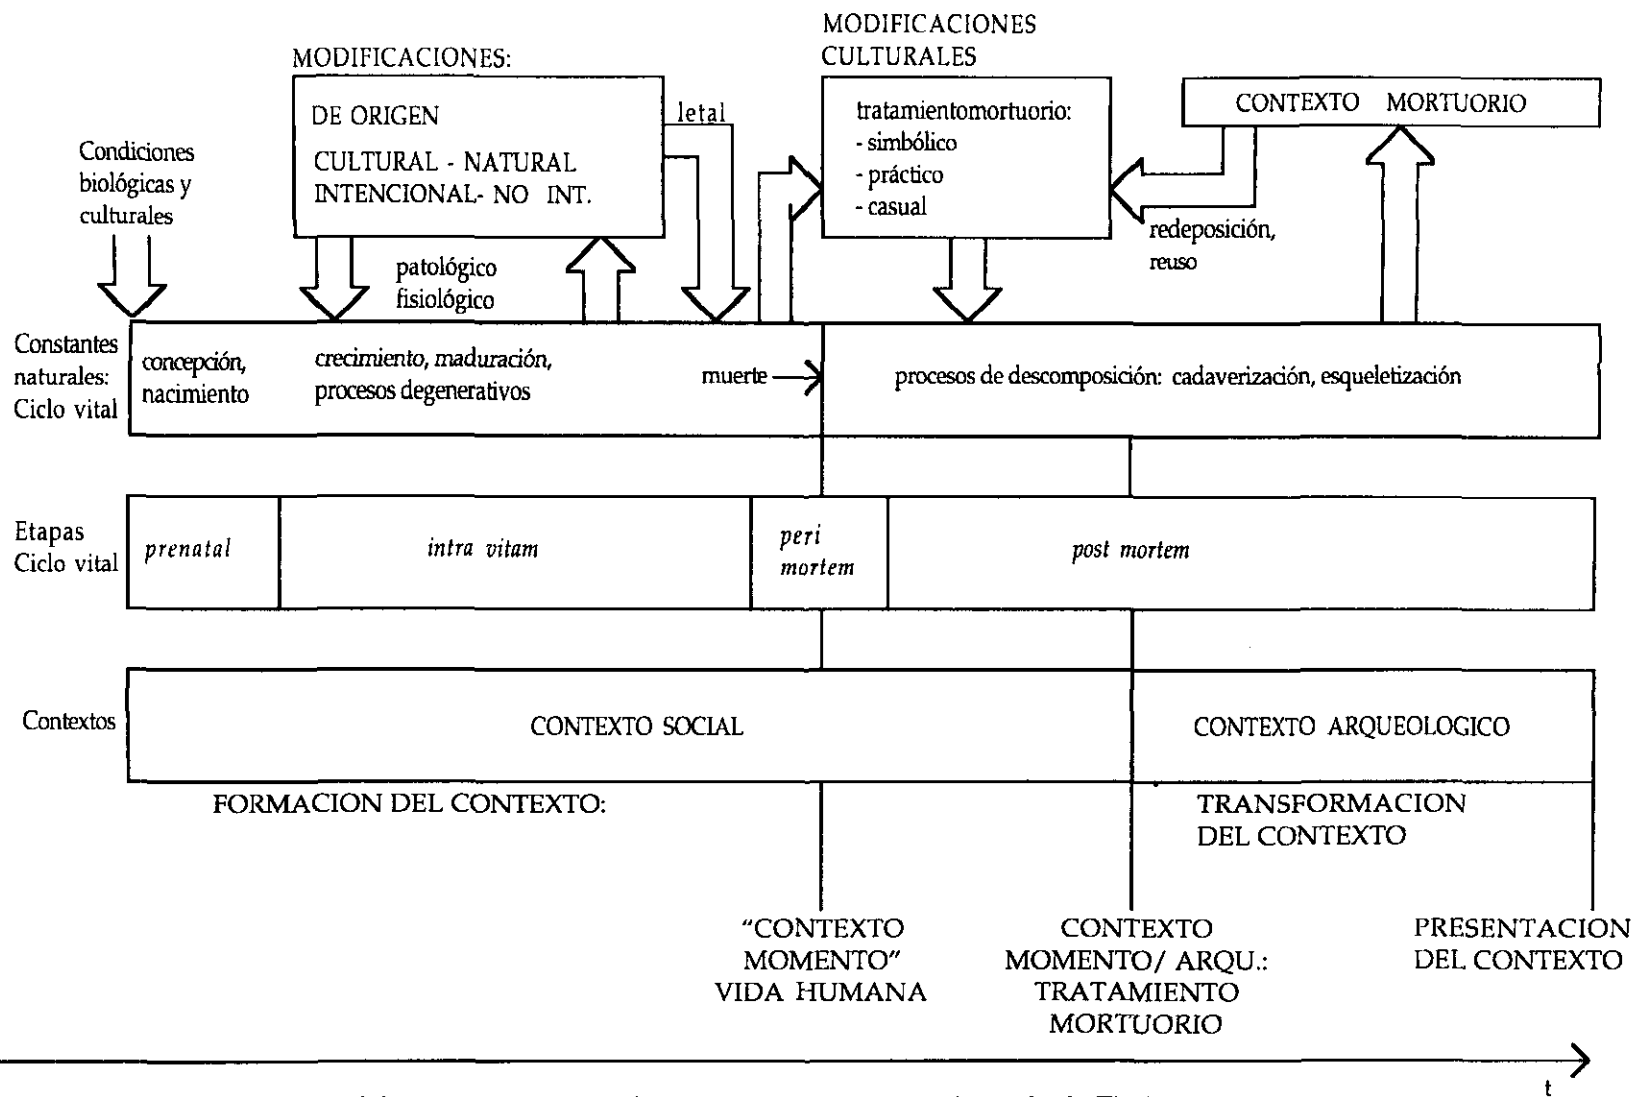 MODIFICACIONES:
DE ORIGEN
CULTURAL - NATURAL
INTENCIONAL- NO INT.
letal
MODIFICACIONES
CULTURALES
tratamientomortuorio:
- simbólico
- práctico
- casual
CONTEXTO MORTUORIO
redeposición,
reuso
Condiciones
biológicas y
culturales
patológico
fisiológico
Constantes
naturales:
Ciclo vital
concepción,
nacimiento
crecimiento, maduración,
procesos degenerativos
muerte
procesos de descomposición: cadaverización, esqueletización
Etapas
Ciclo vital
prenatal
intra vitam
peri
mortem
post mortem
Contextos
CONTEXTO SOCIAL
CONTEXTO ARQUEOLOGICO
FORMACION DEL CONTEXTO:
TRANSFORMACION
DEL CONTEXTO
"CONTEXTO
MOMENTO"
VIDA HUMANA
CONTEXTO
MOMENTO/ ARQU.:
TRATAMIENTO
MORTUORIO
PRESENTACION
DEL CONTEXTO
t